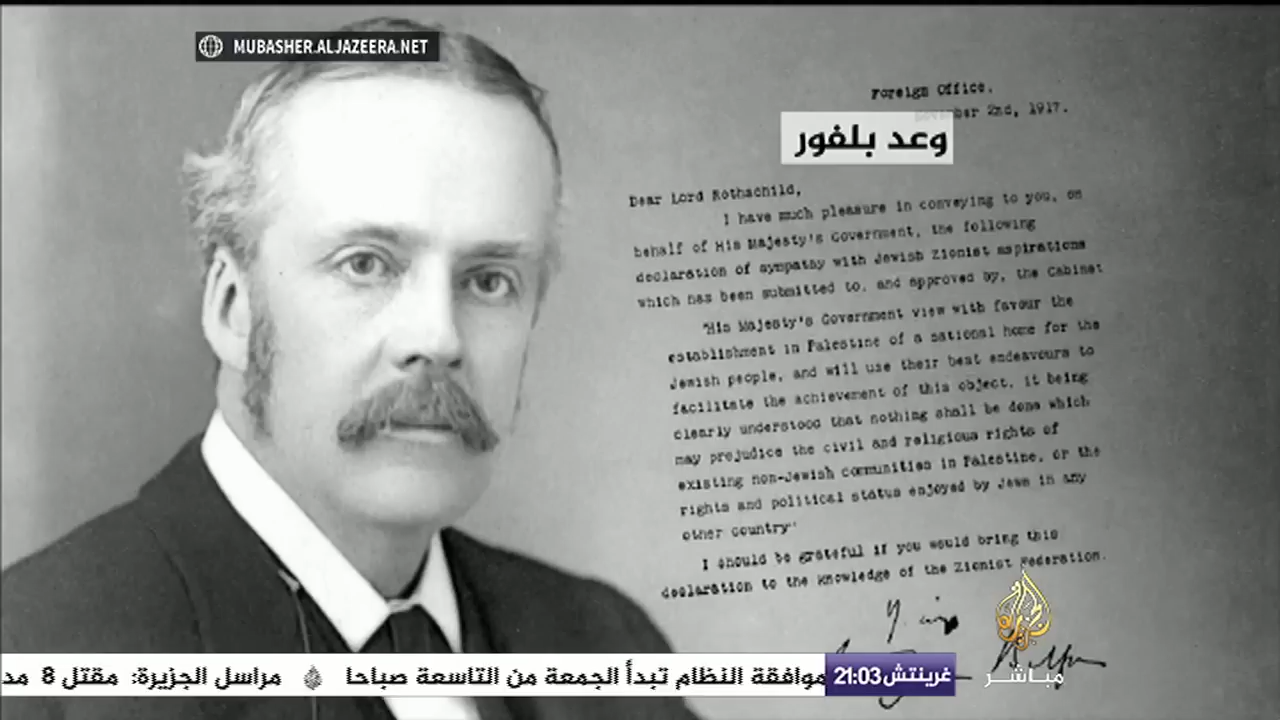 MUBASHER.ALJAZEERA.NET
Foreign Office,
November 2nd, 1917.
وعد بلفور
Dear Lord Rothschild,
I have much pleasure in conveying to you, on
behalf of His Majesty's Government, the following
declaration of sympathy with Jewish Zionist aspirations
which has been submitted to, and approved by, the Cabinet
"His Majesty's Government view with favour the
establishment in Palestine of a national home for the
Jewish people, and will use their best endeavours to
facilitate the achievement of this object, it being
clearly understood that nothing shall be done which
may prejudice the civil and religious rights of
existing non-Jewish communities in Palestine, or the
rights and political status enjoyed by Jews in any
other country"
I should be grateful if you would bring this
declaration to the knowledge of the Zionist Federation.
الجزيرة
مباشر
غرينتش 21:03
موافقة النظام تبدأ الجمعة من التاسعة صباحا
مراسل الجزيرة: مقتل 8 مد